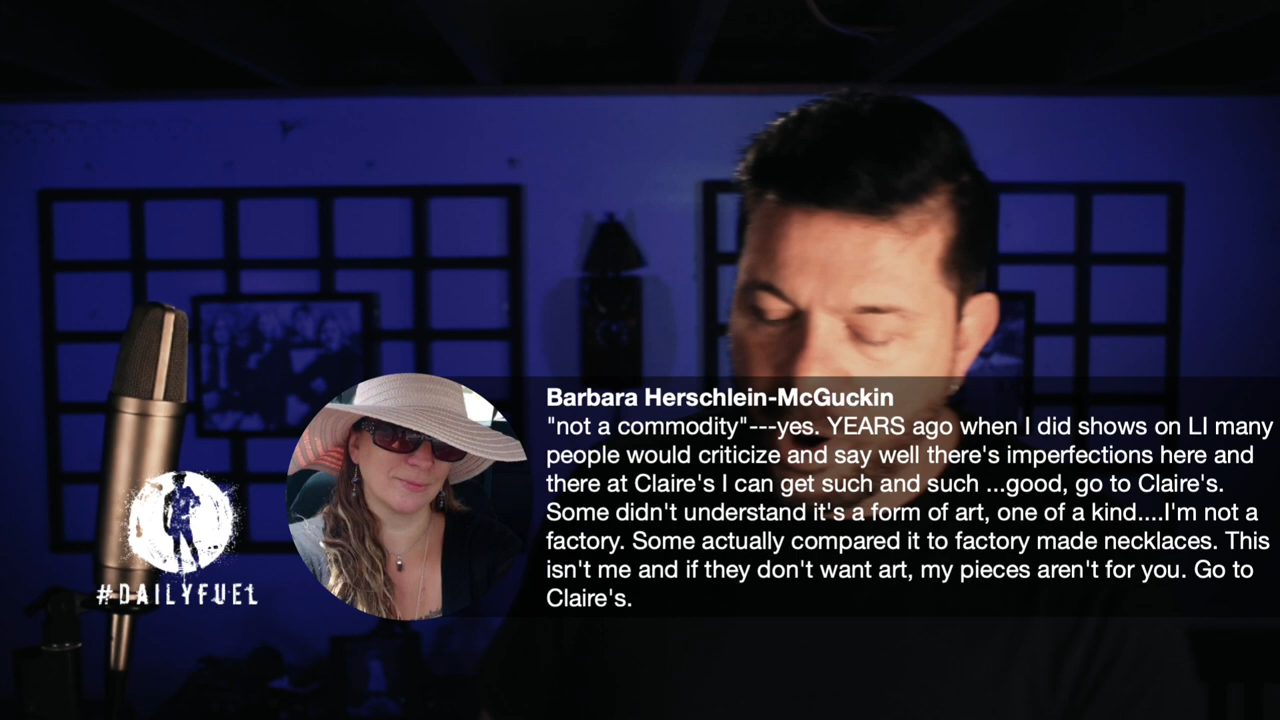 Barbara Herschlein-McGuckin
"not a commodity"---yes. YEARS ago when I did shows on LI many
people would criticize and say well there's imperfections here and
there at Claire's I can get such and such ...good, go to Claire's.
Some didn't understand it's a form of art, one of a kind....I'm not a
factory. Some actually compared it to factory made necklaces. This
isn't me and if they don't want art, my pieces aren't for you. Go to
Claire's.
#DAILYFUEL